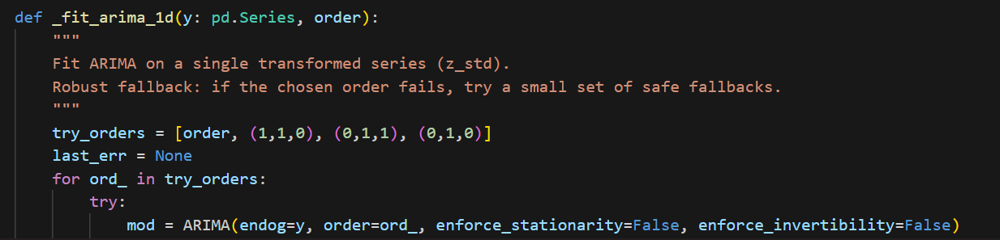 def _fit_arima_1d(y: pd.Series, order):
"""
Fit ARIMA on a single transformed series (z_std).
Robust fallback: if the chosen order fails, try a small set of safe fallbacks.
"""
try_orders = [order, (1,1,0), (0,1,1), (0,1,0)]
last_err = None
for ord_ in try_orders:
try:
mod = ARIMA(endog=y, order=ord_, enforce_stationarity=False, enforce_invertibility=False)